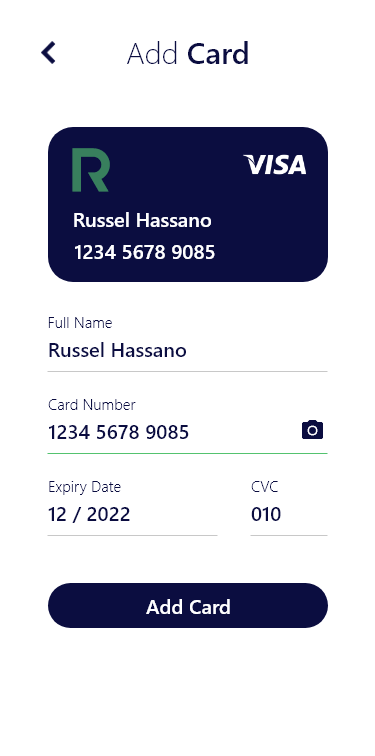 Add Card
R
VISA
Russel Hassano
1234 5678 9085
Full Name
Russel Hassano
Card Number
1234 5678 9085
Expiry Date
CVC
12 / 2022
010
Add Card